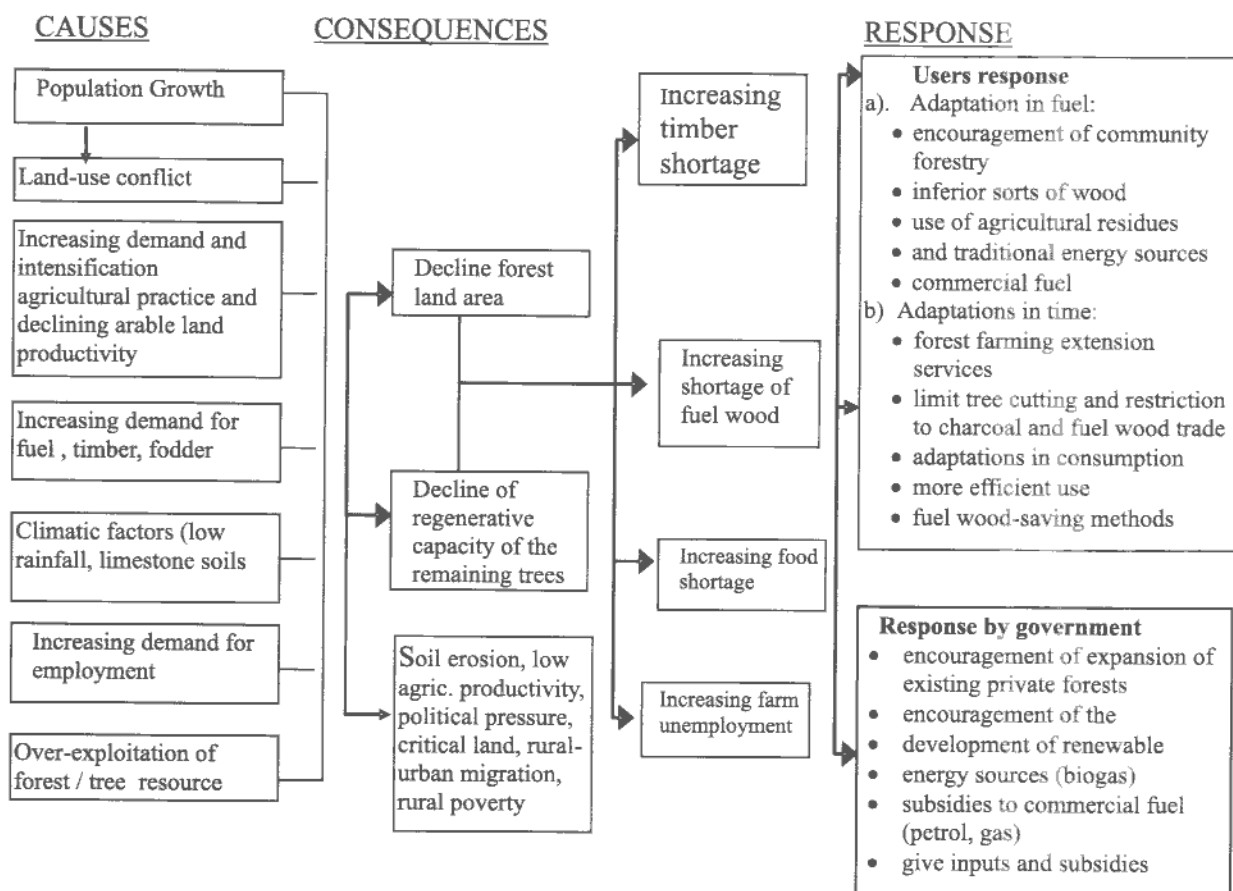 CAUSES
Population Growth
Land-use conflict
Increasing demand and
intensification
agricultural practice and
declining arable land
productivity
Increasing demand for
fuel , timber, fodder
Climatic factors (low
rainfall, limestone soils
Increasing demand for
employment
Over-exploitation of
forest / tree resource
CONSEQUENCES
Decline forest
land area
Decline of
regenerative
capacity of the
remaining trees
Soil erosion, low
agric. productivity,
political pressure,
critical land, rural-
urban migration,
rural poverty
Increasing
timber
shortage
Increasing
shortage of
fuel wood
Increasing food
shortage
Increasing farm
unemployment
RESPONSE
Users response
a). Adaptation in fuel:
• encouragement of community
forestry
• inferior sorts of wood
• use of agricultural residues
• and traditional energy sources
• commercial fuel
b) Adaptations in time:
• forest farming extension
services
• limit tree cutting and restriction
to charcoal and fuel wood trade
• adaptations in consumption
• more efficient use
• fuel wood-saving methods
Response by government
• encouragement of expansion of
existing private forests
• encouragement of the
• development of renewable
• energy sources (biogas)
• subsidies to commercial fuel
(petrol, gas)
• give inputs and subsidies